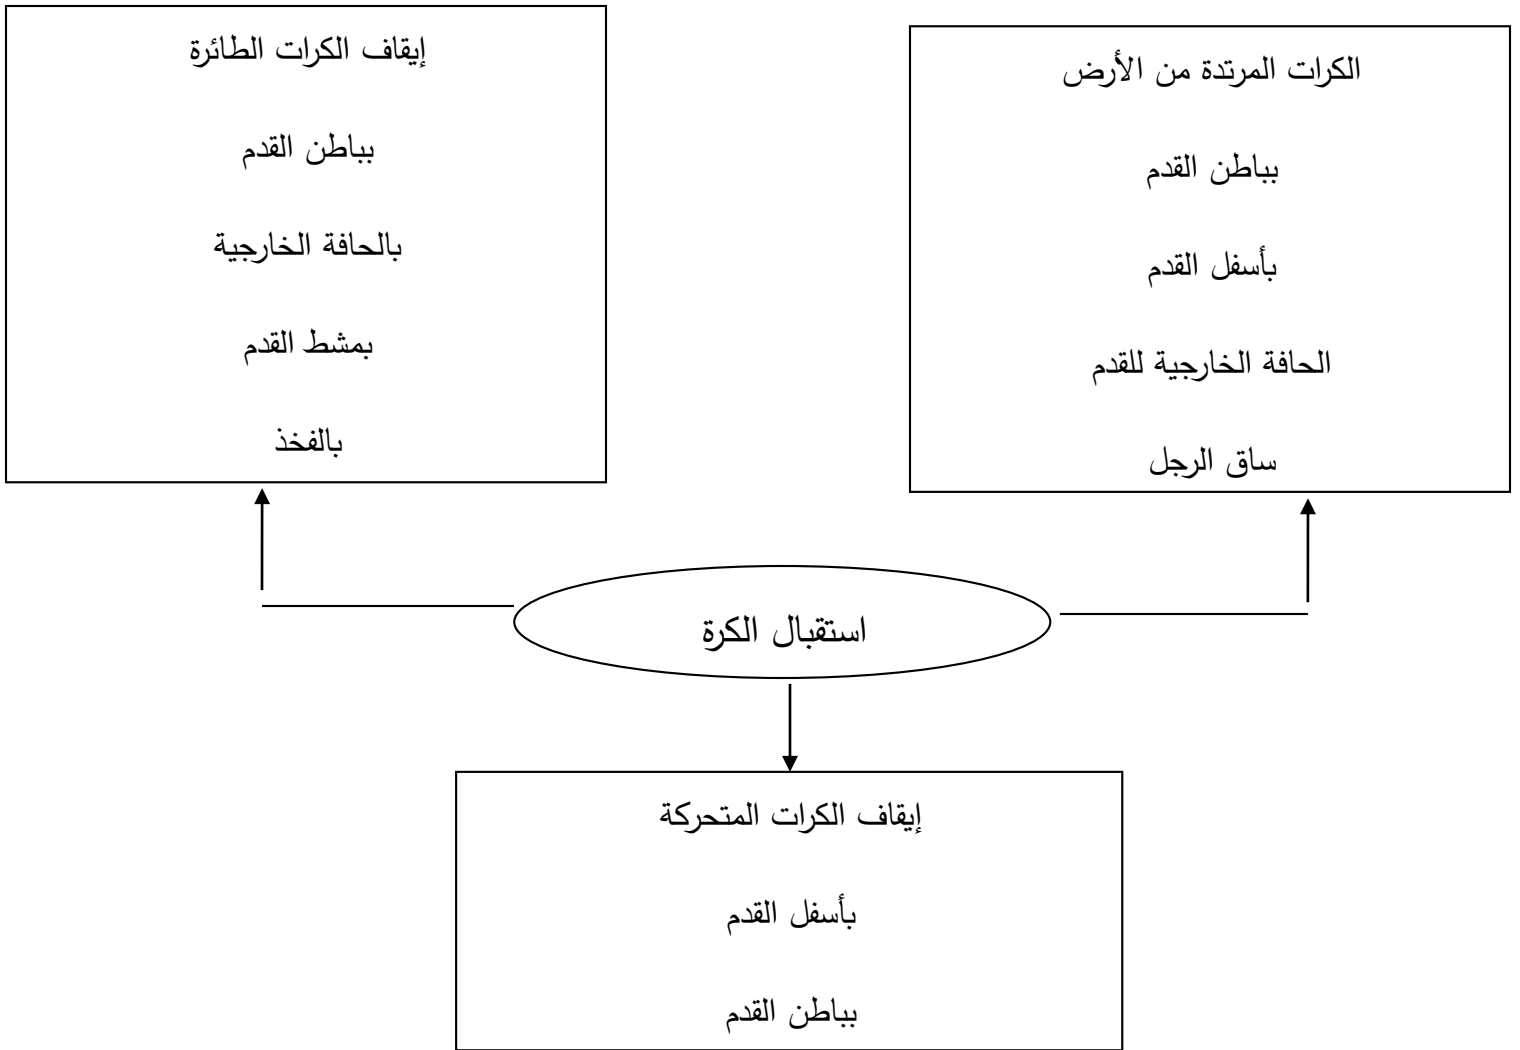 الكرات المرتدة من الأرض
بباطن القدم
بأسفل القدم
الحافة الخارجية للقدم
ساق الرجل
إيقاف الكرات الطائرة
بباطن القدم
بالحافة الخارجية
بمشط القدم
بالفخذ
استقبال الكرة
إيقاف الكرات المتحركة
بأسفل القدم
بباطن القدم